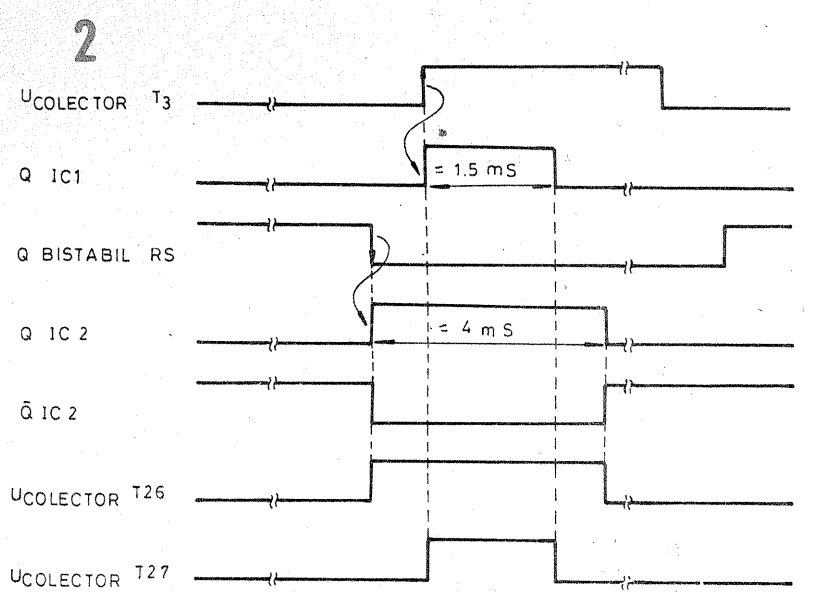 2
UCOLECTOR T3
Q IC1
= 1.5 mS
Q BISTABIL RS
Q IC 2
= 4 mS
Q̄ IC 2
UCOLECTOR T26
UCOLECTOR T27